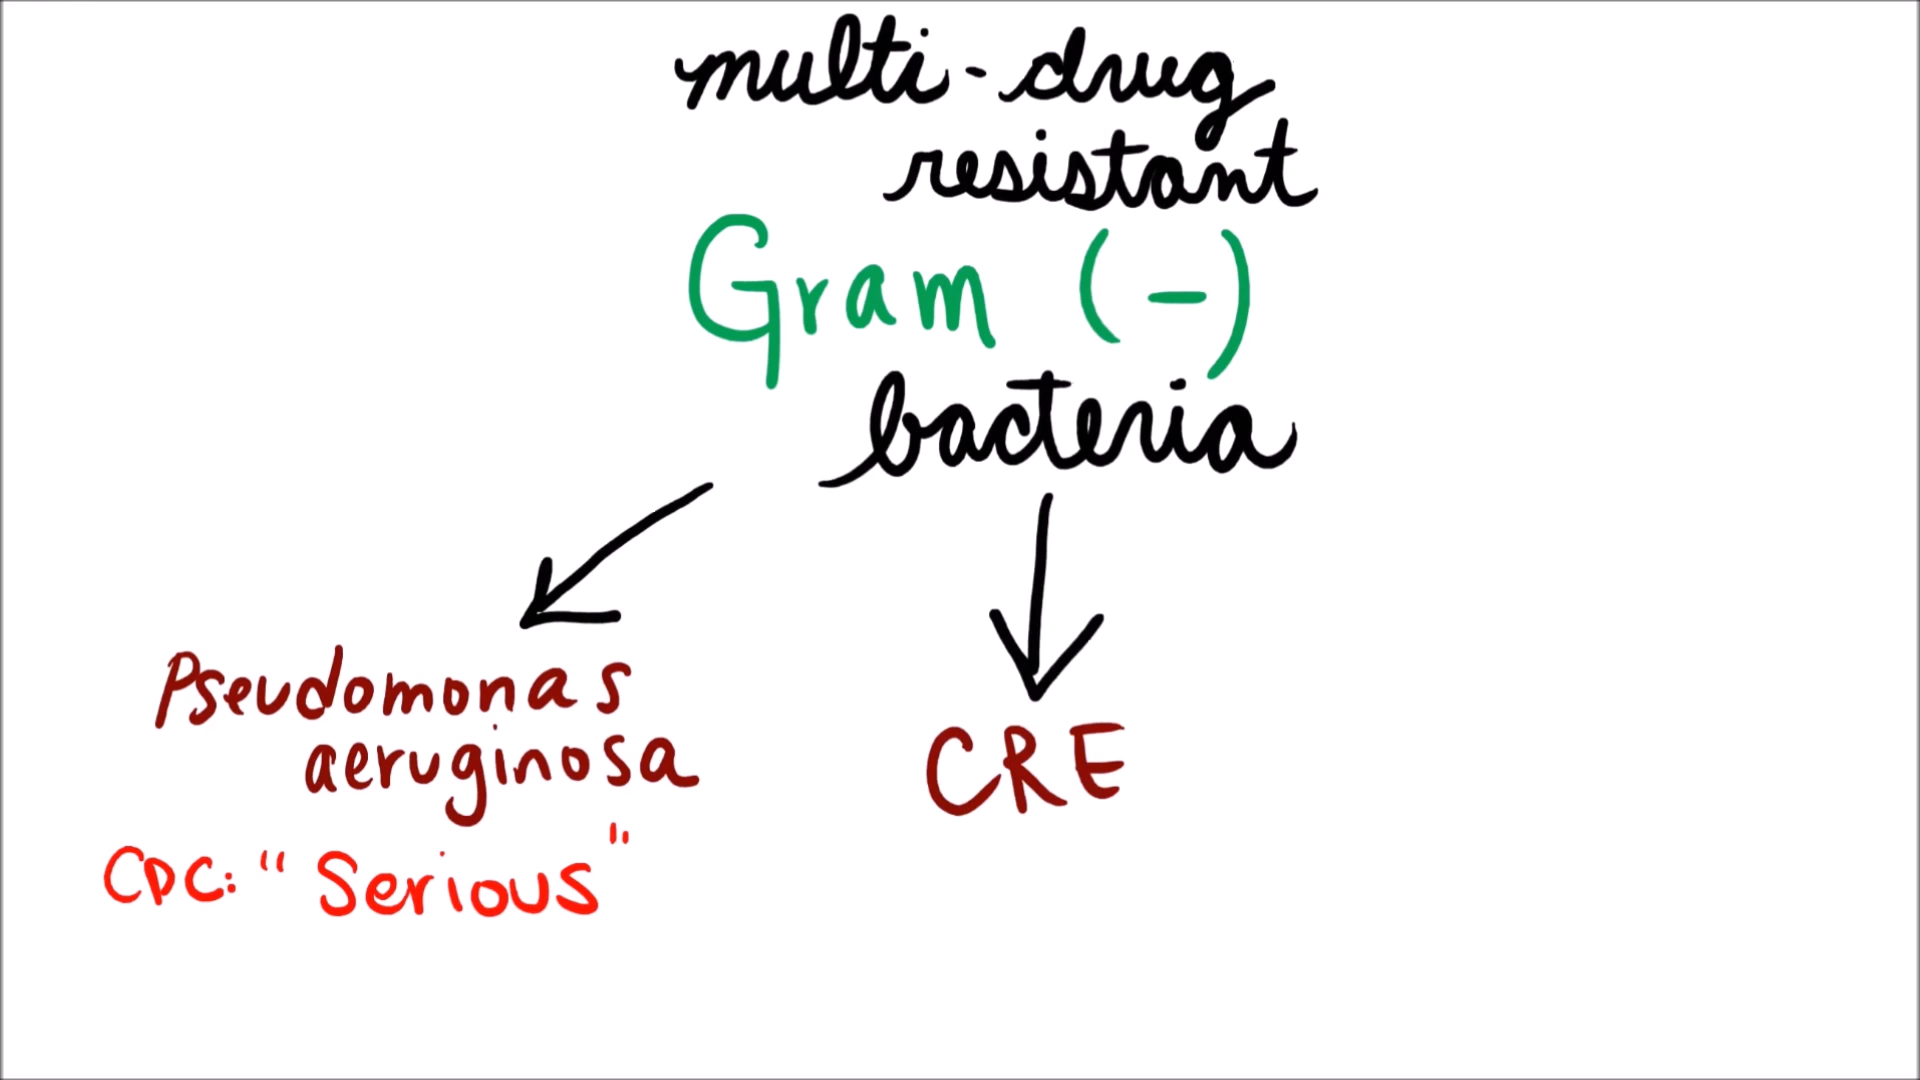 multi-drug
resistant
Gram (-)
bacteria
Pseudomonas
aeruginosa
CRE
CDC: "Serious"